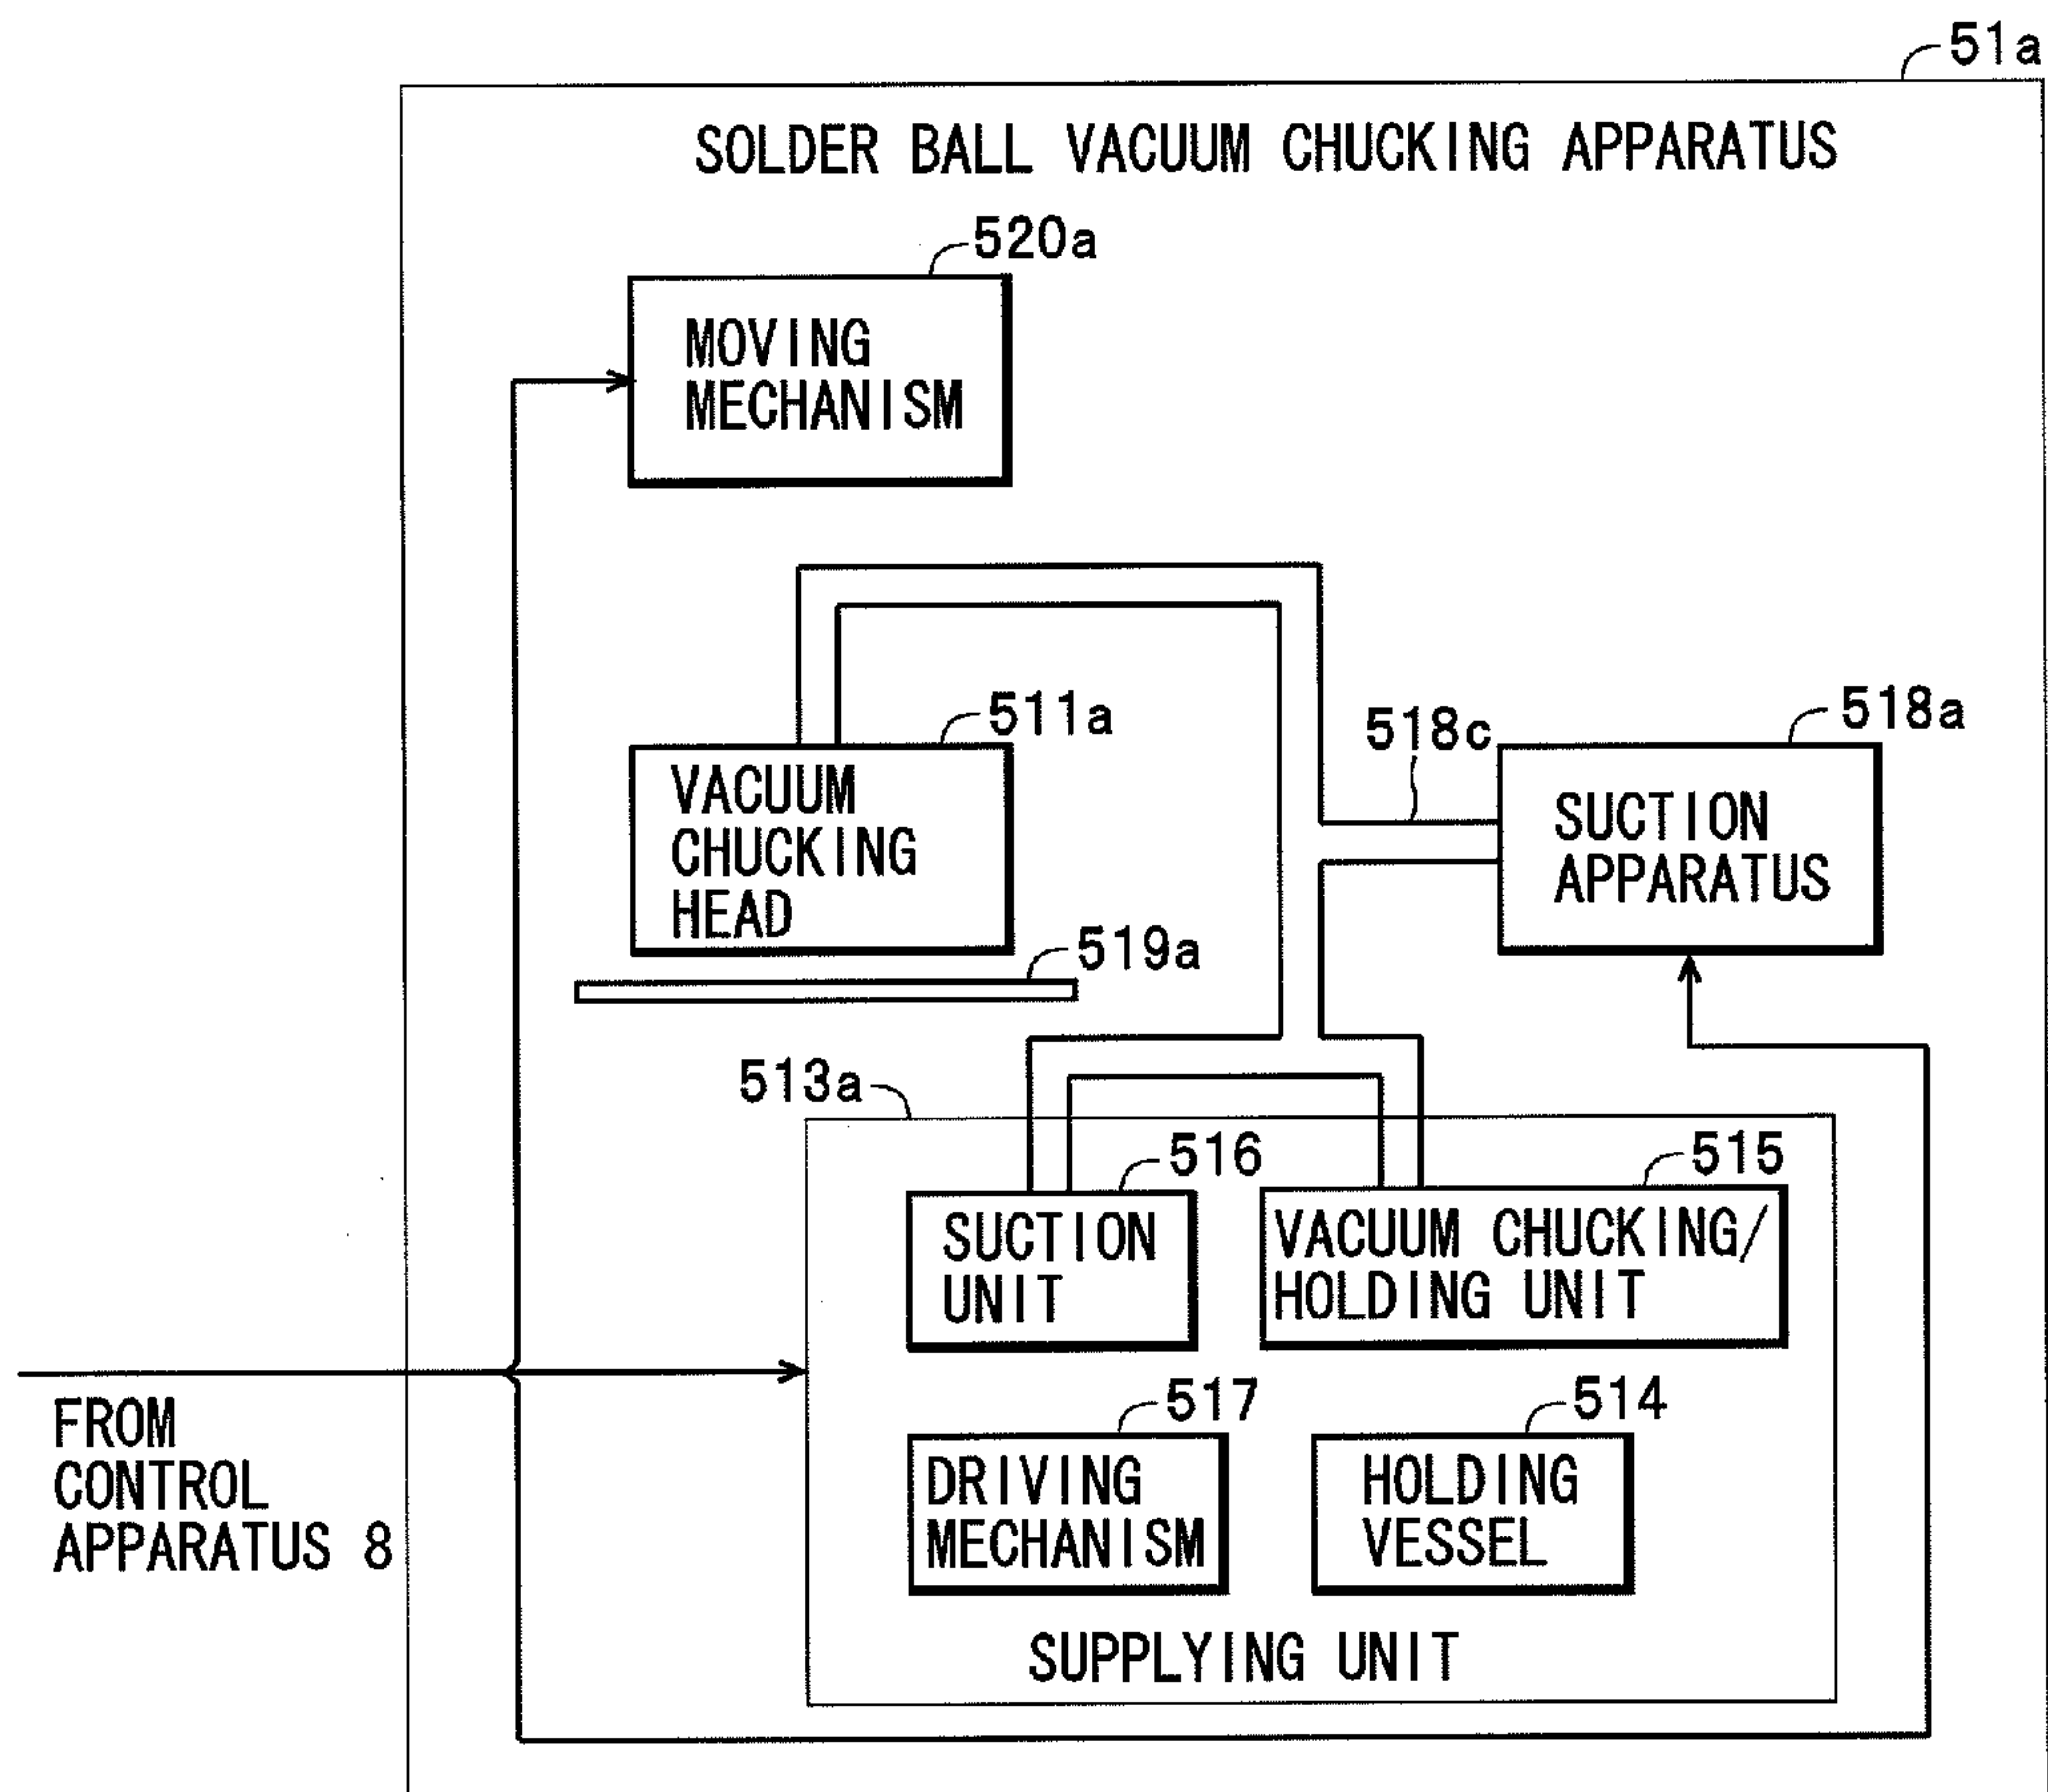 51a
SOLDER BALL VACUUM CHUCKING APPARATUS
520a
MOVING
MECHANISM
511a
VACUUM
CHUCKING
HEAD
518c
518a
SUCTION
APPARATUS
519a
513a
516
SUCTION
UNIT
515
VACUUM CHUCKING/
HOLDING UNIT
FROM
CONTROL
APPARATUS 8
517
DRIVING
MECHANISM
514
HOLDING
VESSEL
SUPPLYING UNIT